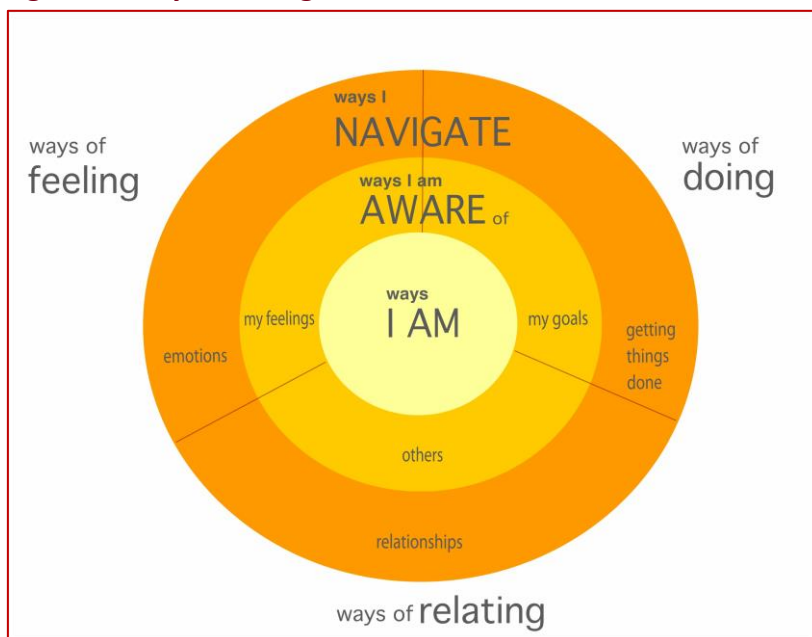 ways I
NAVIGATE
ways of
feeling
ways of
doing
ways I am
AWARE of
ways
I AM
my feelings
my goals
getting
things
done
emotions
others
relationships
ways of relating